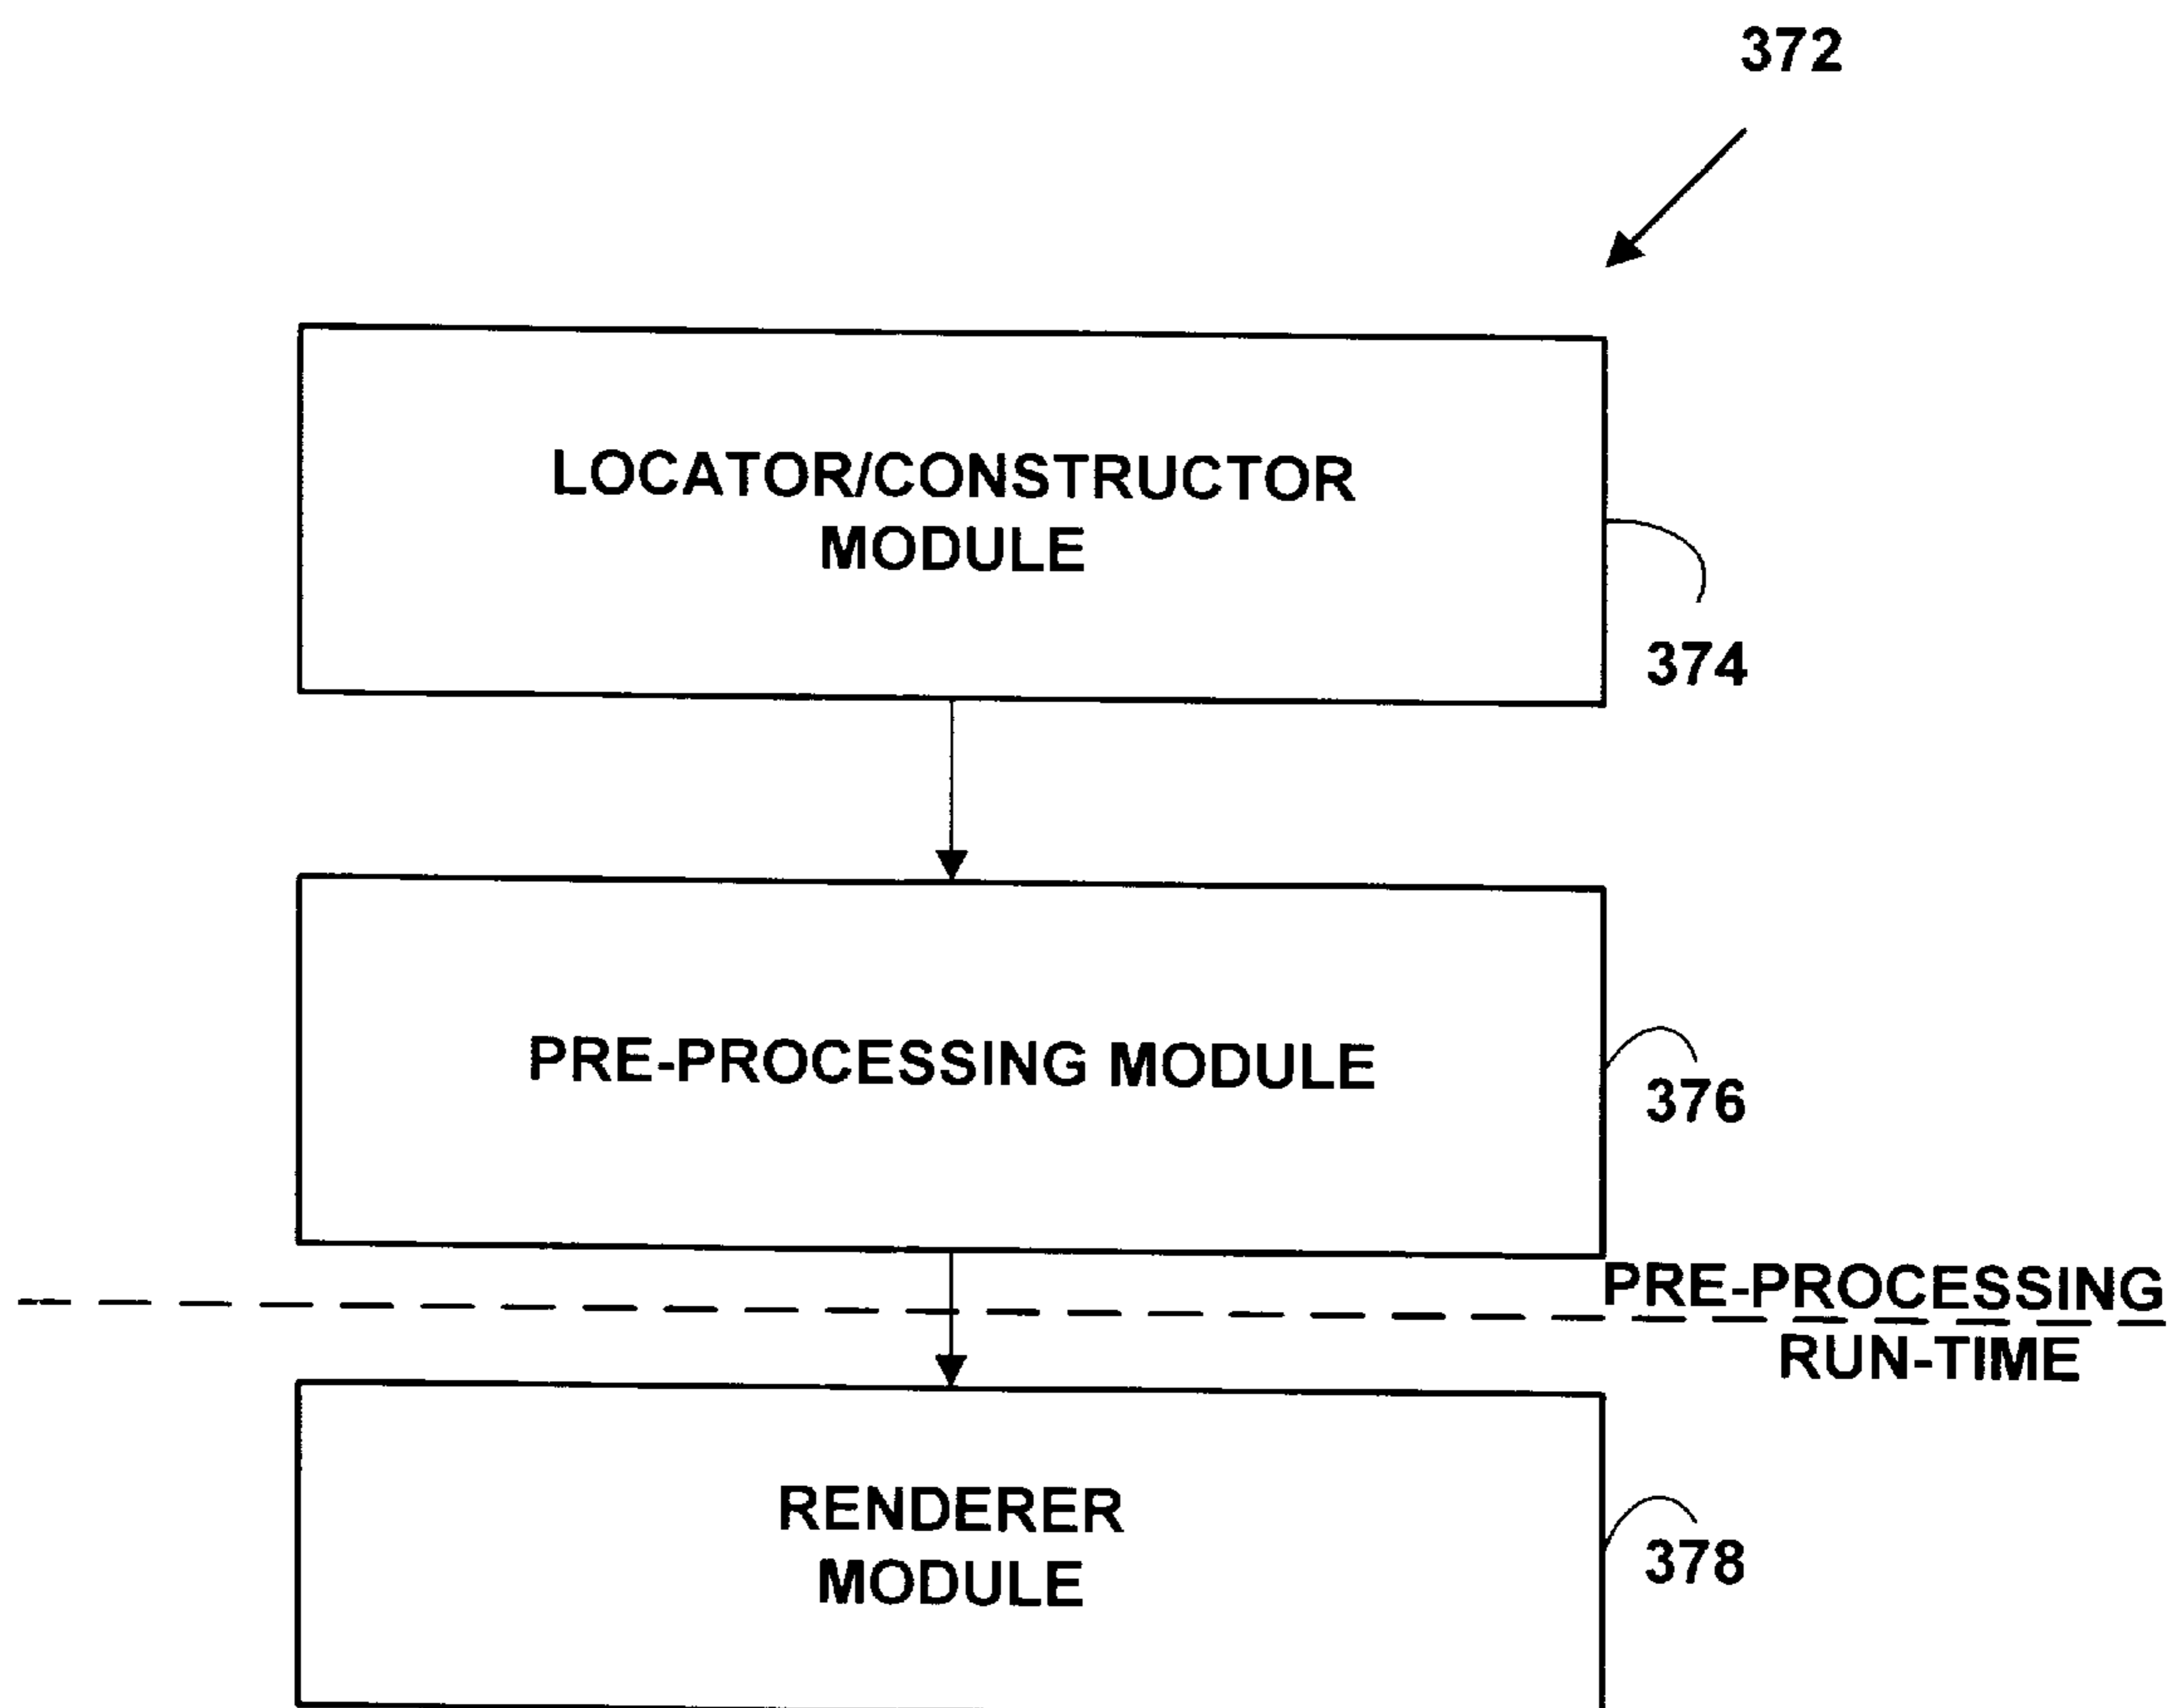 372
LOCATOR/CONSTRUCTOR
MODULE
374
PRE-PROCESSING MODULE
376
PRE-PROCESSING
RUN-TIME
RENDERER
MODULE
378